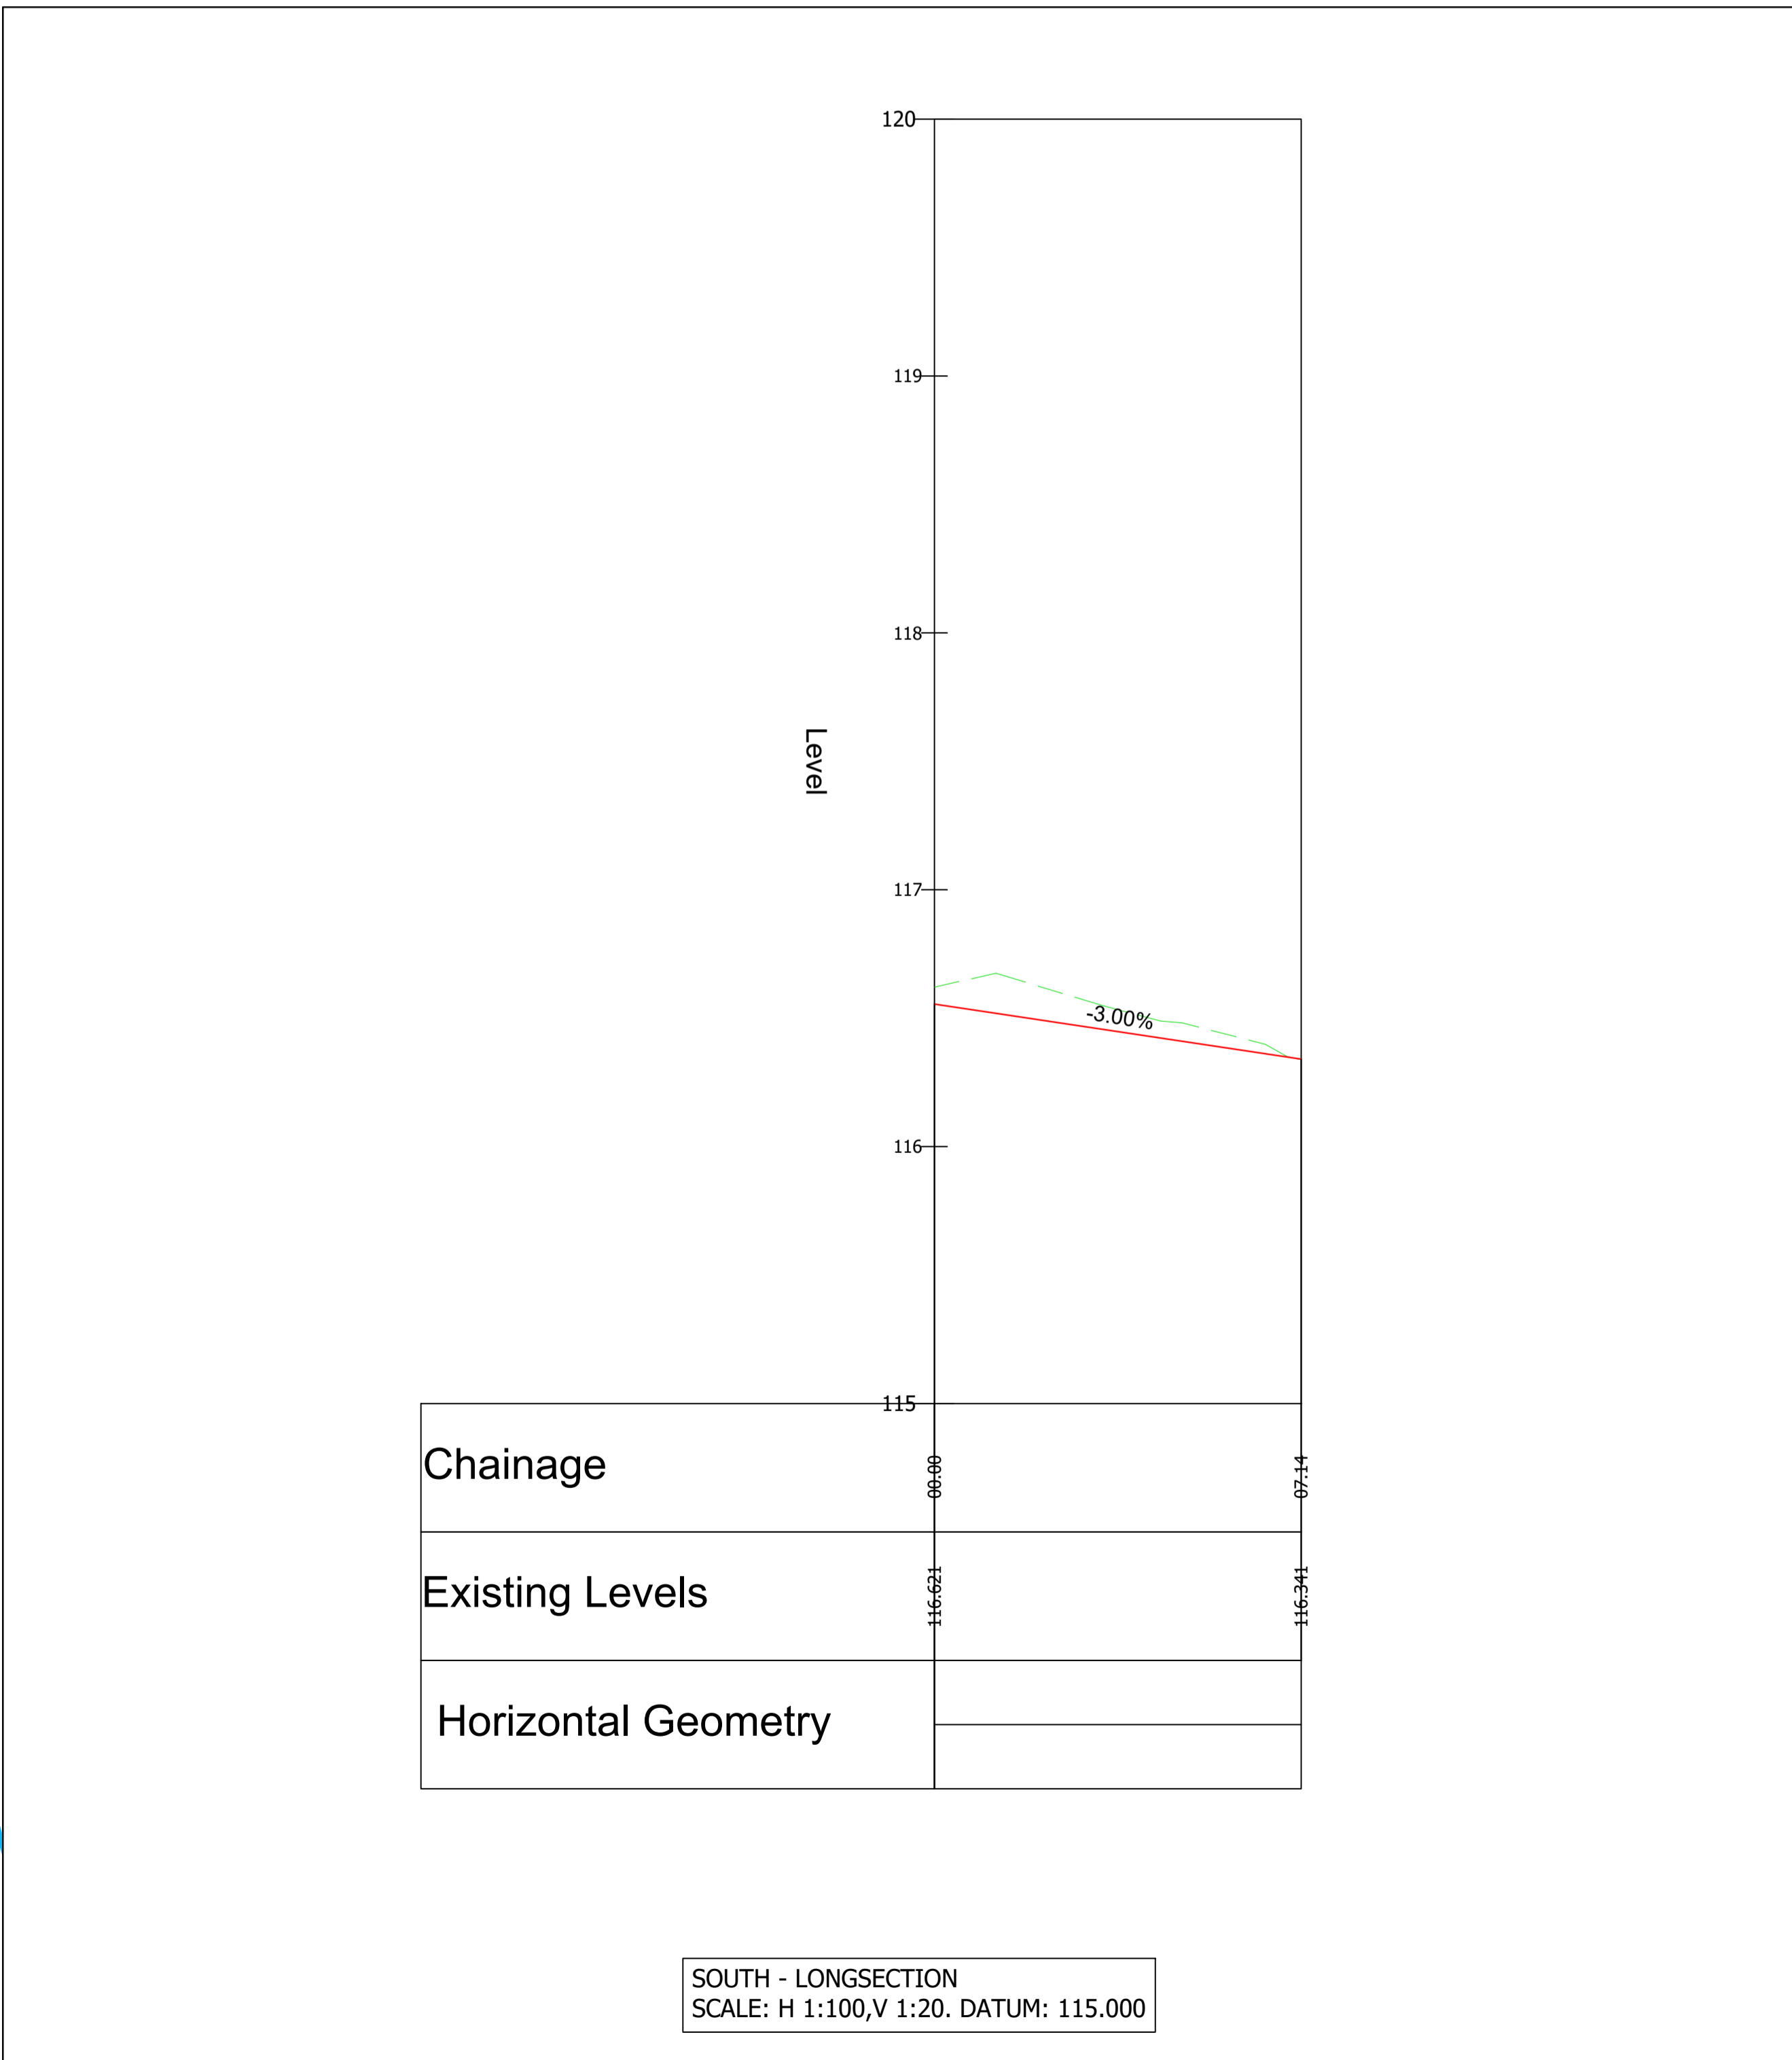 120
119
118
Level
117
-3.00%
116
115
Chainage 00.00 07.14
Existing Levels 116.621 116.341
Horizontal Geometry
SOUTH - LONGSECTION
SCALE: H 1:100,V 1:20. DATUM: 115.000